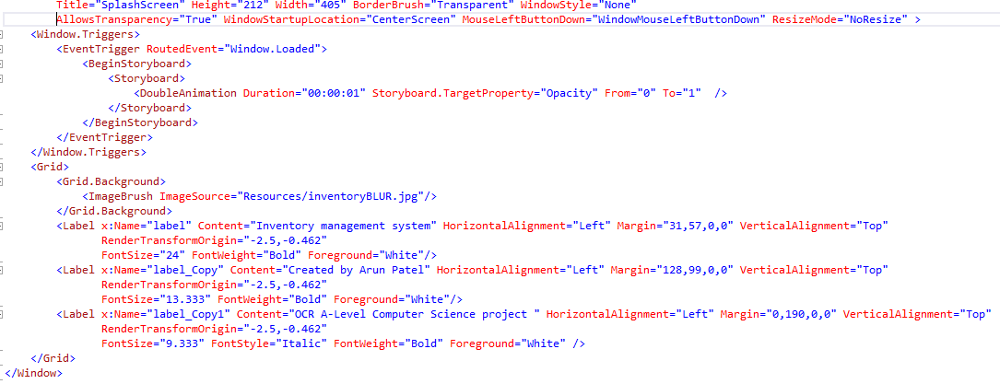 Title="SplashScreen" Height="212" Width="405" BorderBrush="Transparent" WindowStyle="None"
AllowsTransparency="True" WindowStartupLocation="CenterScreen" MouseLeftButtonDown="WindowMouseLeftButtonDown" ResizeMode="NoResize" >
<Window.Triggers>
<EventTrigger RoutedEvent="Window.Loaded">
<BeginStoryboard>
<Storyboard>
<DoubleAnimation Duration="00:00:01" Storyboard.TargetProperty="Opacity" From="0" To="1"  />
</Storyboard>
</BeginStoryboard>
</EventTrigger>
</Window.Triggers>
<Grid>
<Grid.Background>
<ImageBrush ImageSource="Resources/inventoryBLUR.jpg"/>
</Grid.Background>
<Label x:Name="label" Content="Inventory management system" HorizontalAlignment="Left" Margin="31,57,0,0" VerticalAlignment="Top"
RenderTransformOrigin="-2.5,-0.462"
FontSize="24" FontWeight="Bold" Foreground="White"/>
<Label x:Name="label_Copy" Content="Created by Arun Patel" HorizontalAlignment="Left" Margin="128,99,0,0" VerticalAlignment="Top"
RenderTransformOrigin="-2.5,-0.462"
FontSize="13.333" FontWeight="Bold" Foreground="White"/>
<Label x:Name="label_Copy1" Content="OCR A-Level Computer Science project " HorizontalAlignment="Left" Margin="0,190,0,0" VerticalAlignment="Top"
RenderTransformOrigin="-2.5,-0.462"
FontSize="9.333" FontStyle="Italic" FontWeight="Bold" Foreground="White" />
</Grid>
</Window>